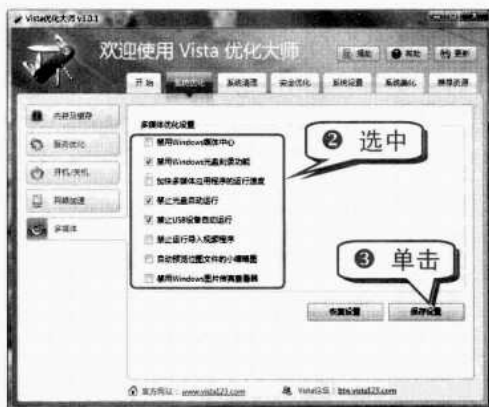 Vista优化大师 v3.0.1
欢迎使用 Vista 优化大师
帮助 更新
开始 系统优化 系统清理 安全优化 系统设置 系统美化 推荐资源
内存及缓存
服务优化
开机/关机
网络加速
多媒体
多媒体优化设置
禁用Windows媒体中心
禁用Windows光盘刻录功能
加快多媒体应用程序的运行速度
禁止光盘自动运行
禁止USB设备自动运行
禁止运行导入视频程序
自动预览位图文件的小缩略图
禁用Windows图片传真查看器
❷ 选中
❸ 单击
恢复设置 保存设置
官方网站：www.vista123.com Vista论坛：bbs.vista123.com